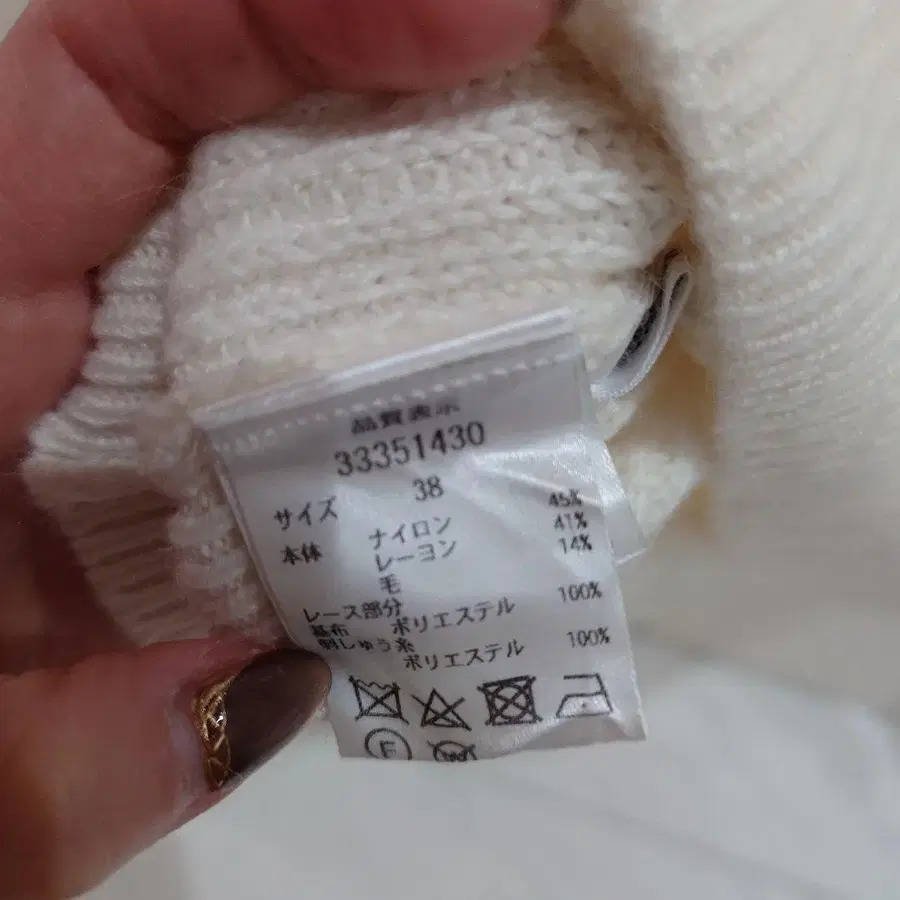 品質表示
33351430
サイズ 38
本体 ナイロン 45%
レーヨン 41%
毛 14%
レース部分
基布 ポリエステル 100%
刺しゅう糸
ポリエステル 100%
F W